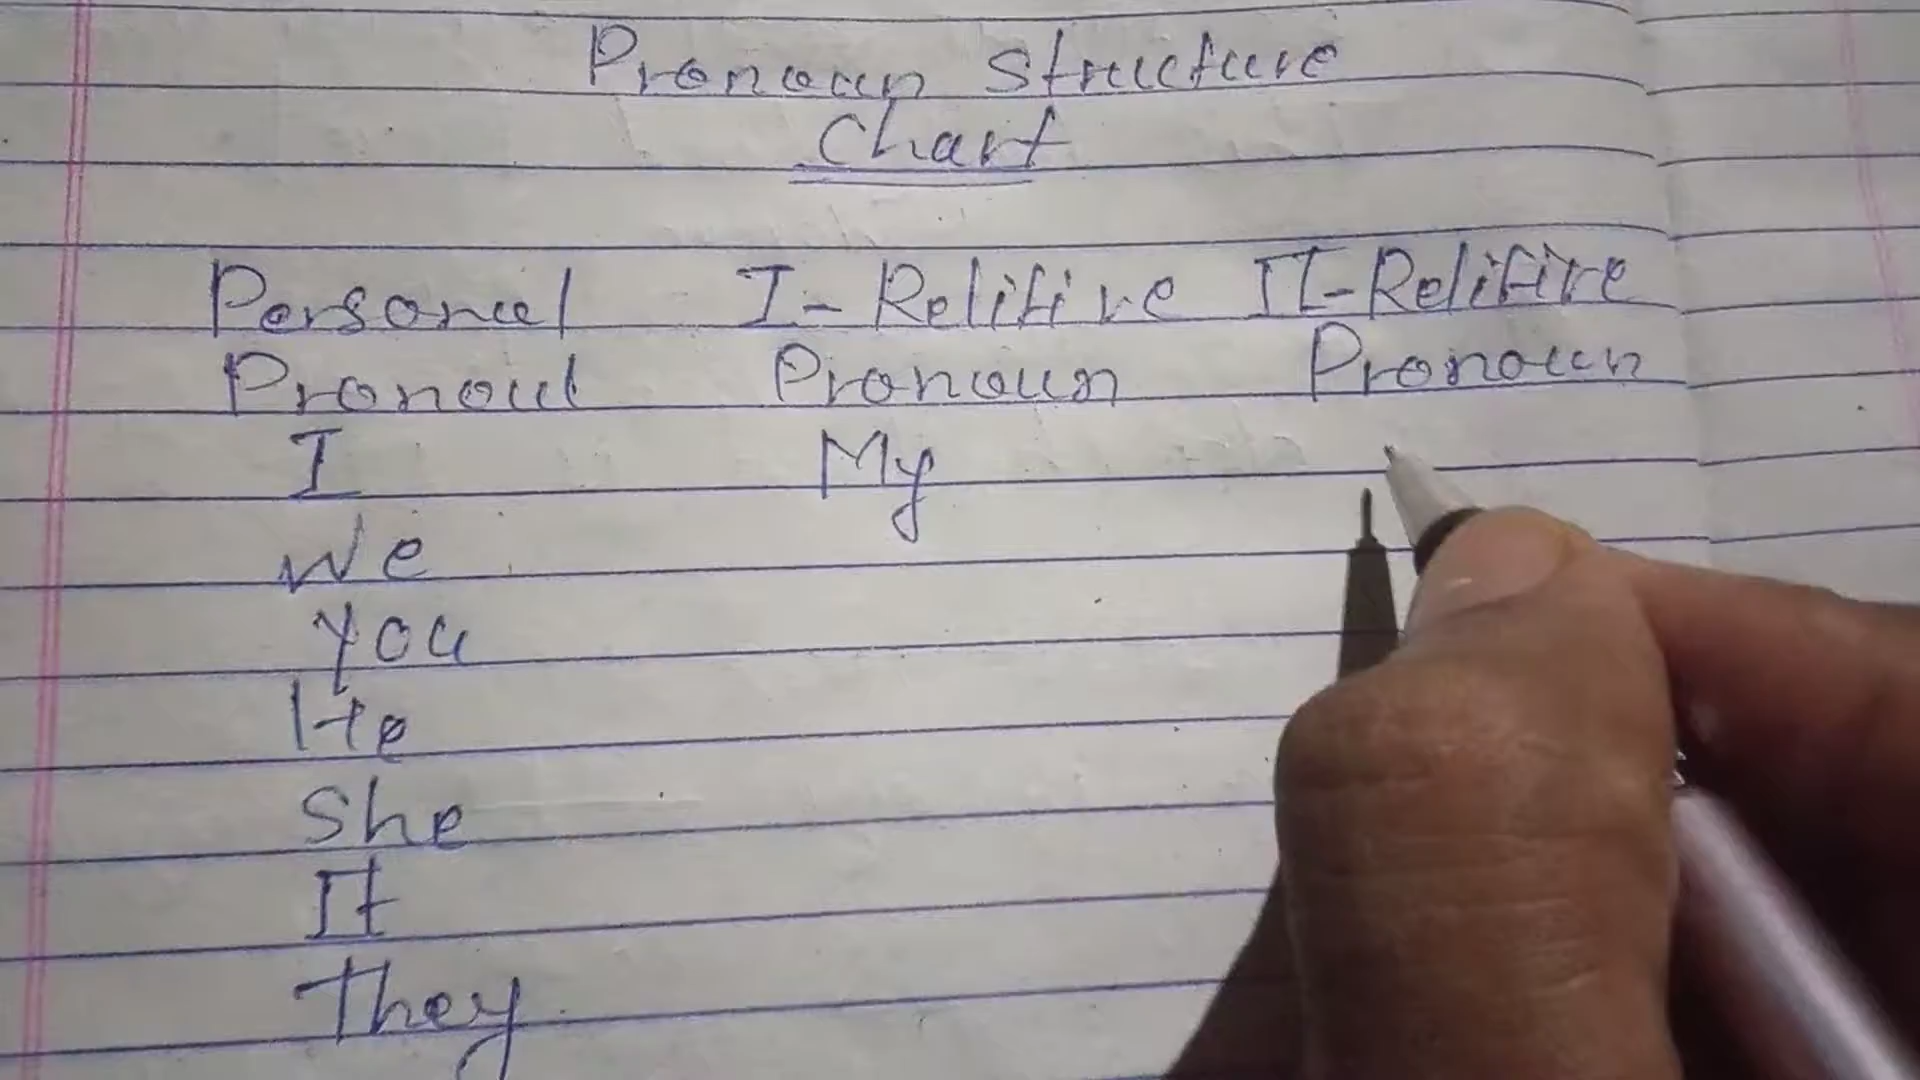 Pronoun Structure
Chart
Personal I- Relitive II-Relitive
Pronoul Pronoun Pronoun
I My
We
You
He
She
It
They